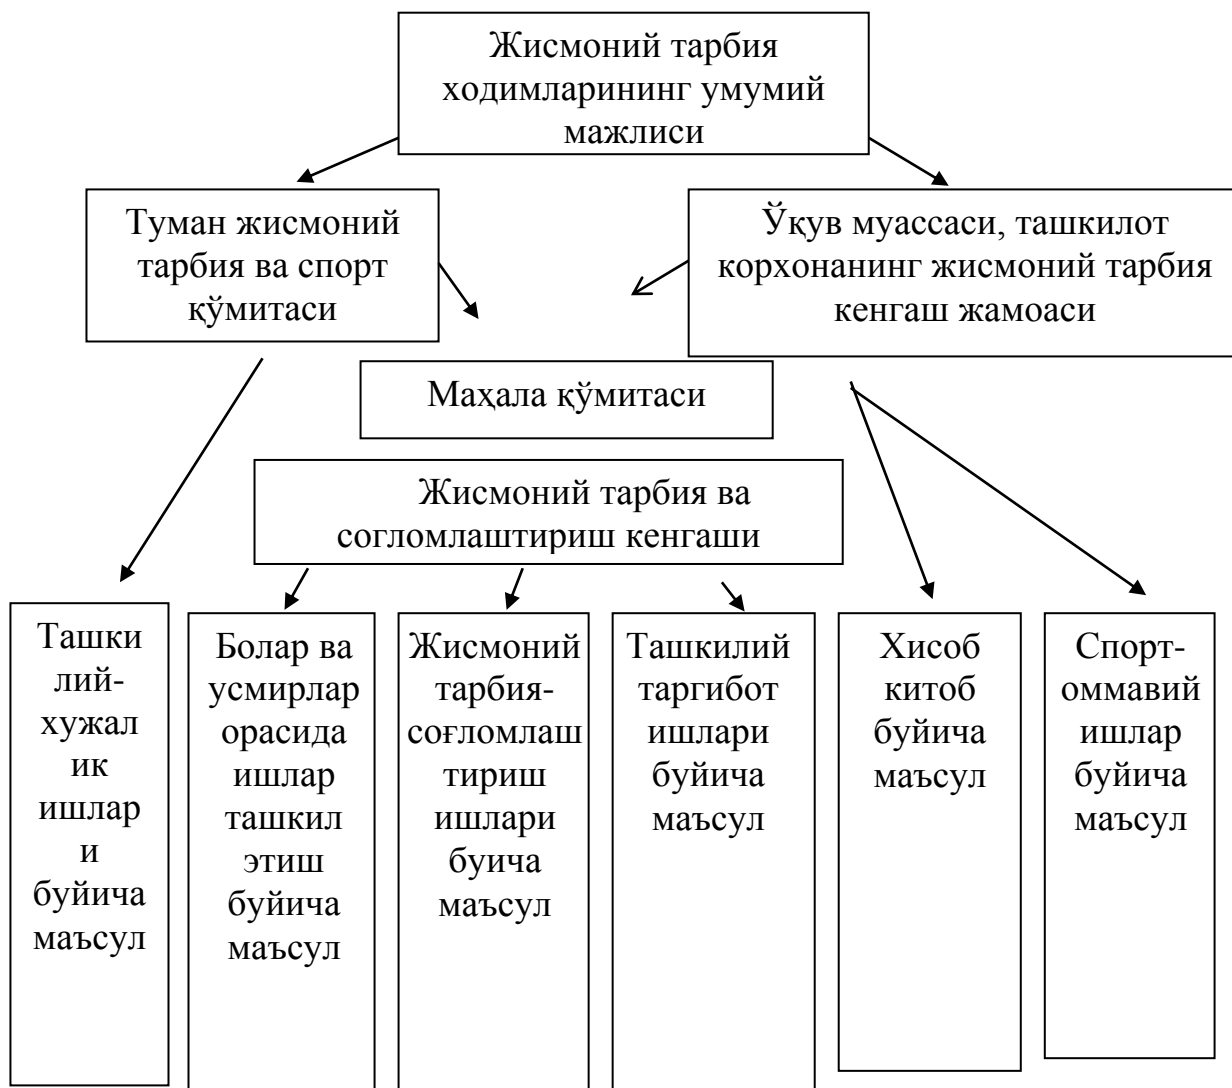 Жисмоний тарбия
ходимларининг умумий
мажлиси
Туман жисмоний
тарбия ва спорт
қўмитаси
Ўқув муассаси, ташкилот
корхонанинг жисмоний тарбия
кенгаш жамоаси
Маҳала қўмитаси
Жисмоний тарбия ва
согломлаштириш кенгаши
Ташки
лий-
хужал
ик
ишлар
и
буйича
маъсул
Болар ва
усмирлар
орасида
ишлар
ташкил
этиш
буйича
маъсул
Жисмоний
тарбия-
соғломлаш
тириш
ишлари
буича
маъсул
Ташкилий
таргибот
ишлари
буйича
маъсул
Хисоб
китоб
буйича
маъсул
Спорт-
оммавий
ишлар
буйича
маъсул